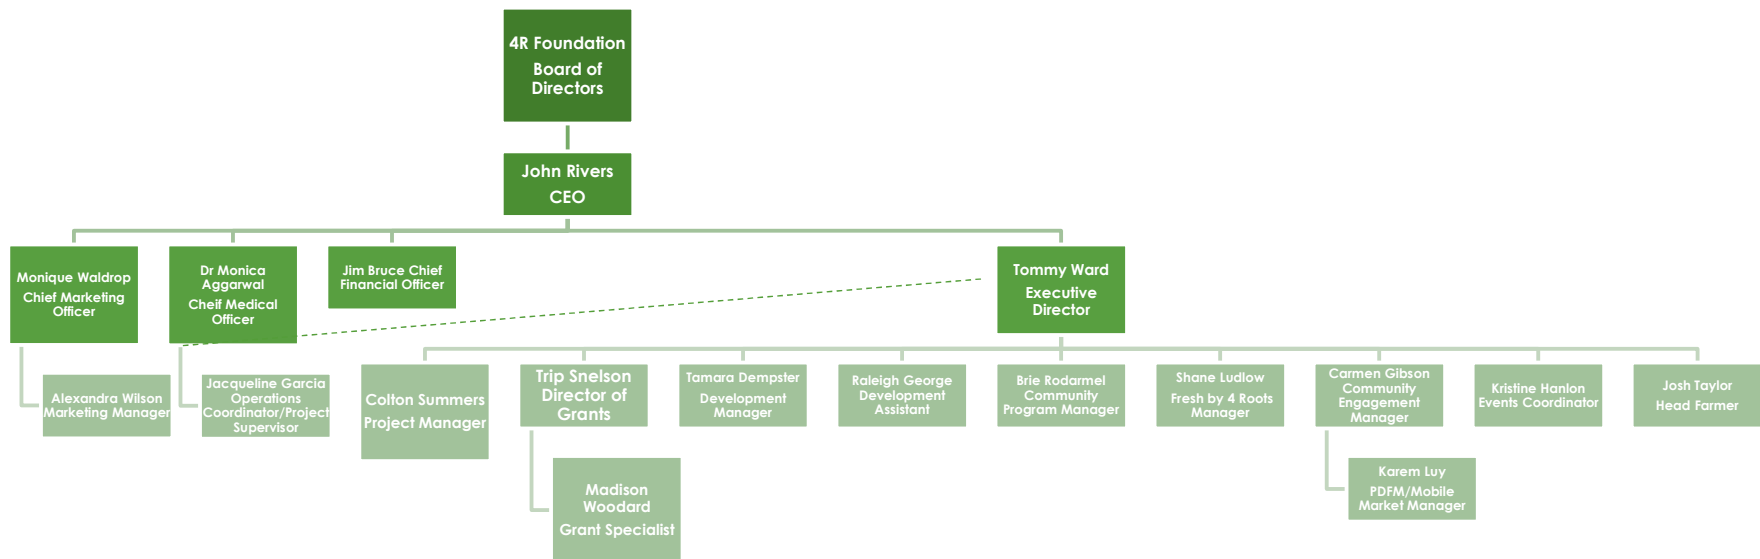 4R Foundation
Board of
Directors
John Rivers
CEO
Monique Waldrop
Chief Marketing
Officer
Dr Monica
Aggarwal
Cheif Medical
Officer
Jim Bruce Chief
Financial Officer
Tommy Ward
Executive
Director
Alexandra Wilson
Marketing Manager
Jacqueline Garcia
Operations
Coordinator/Project
Supervisor
Colton Summers
Project Manager
Trip Snelson
Director of
Grants
Tamara Dempster
Development
Manager
Raleigh George
Development
Assistant
Brie Rodarmel
Community
Program Manager
Shane Ludlow
Fresh by 4 Roots
Manager
Carmen Gibson
Community
Engagement
Manager
Kristine Hanlon
Events Coordinator
Josh Taylor
Head Farmer
Madison
Woodard
Grant Specialist
Karem Luy
PDFM/Mobile
Market Manager